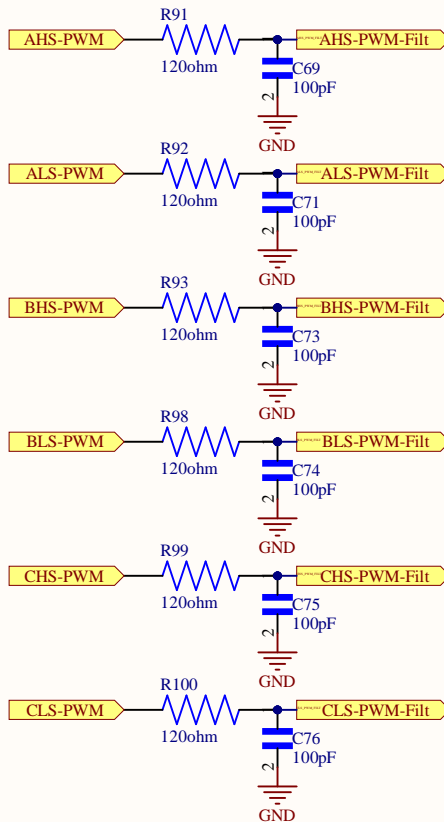 R91
AHS-PWM
AHS-PWM-Filt
120ohm
C69
100pF
2
GND
R92
ALS-PWM
ALS-PWM-Filt
120ohm
C71
100pF
2
GND
R93
BHS-PWM
BHS-PWM-Filt
120ohm
C73
100pF
2
GND
R98
BLS-PWM
BLS-PWM-Filt
120ohm
C74
100pF
2
GND
R99
CHS-PWM
CHS-PWM-Filt
120ohm
C75
100pF
2
GND
R100
CLS-PWM
CLS-PWM-Filt
120ohm
C76
100pF
2
GND